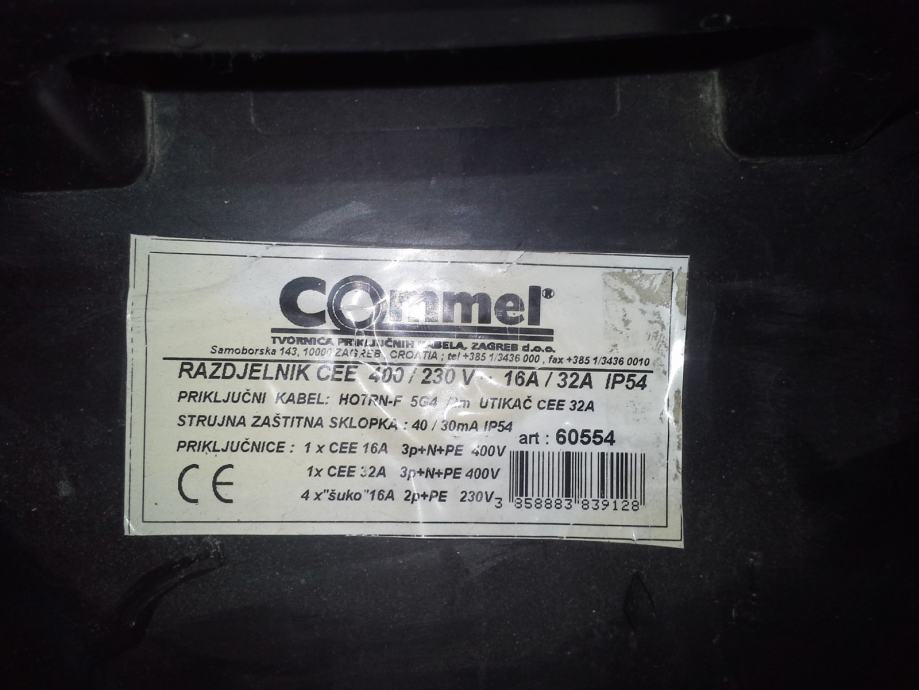 Commel®
TVORNICA PRIKLJUČNIH KABELA, ZAGREB d.o.o.
Samoborska 143, 10000 ZAGREB, CROATIA ; tel +385 1/3436 000 , fax +385 1/3436 0010
RAZDJELNIK CEE 400 / 230 V~ 16A / 32A IP54
PRIKLJUČNI KABEL: HO7RN-F 5G4 UTIKAČ CEE 32A
STRUJNA ZAŠTITNA SKLOPKA : 40 / 30mA IP54
art : 60554
PRIKLJUČNICE : 1 x CEE 16A 3p+N+PE 400V
1x CEE 32A 3p+N+PE 400V
CE
4 x"šuko"16A 2p+PE 230V
3 858883 839128